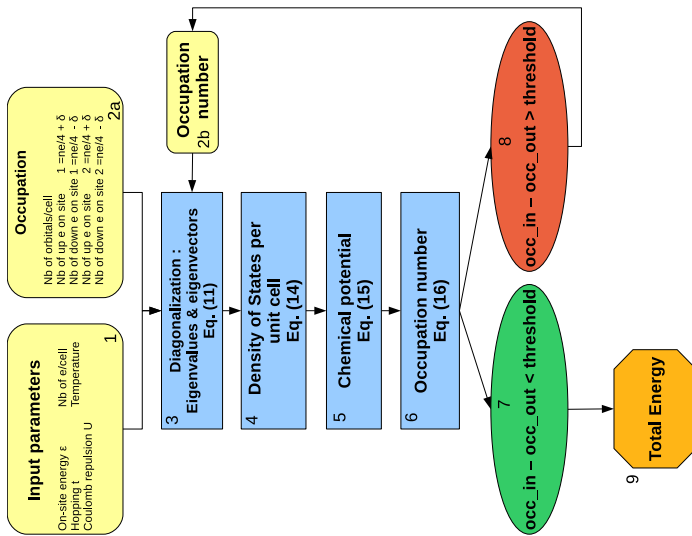 Input parameters
On-site energy ε Nb of e/cell
Hopping t Temperature
Coulomb repulsion U
1
Occupation
Nb of orbitals/cell
Nb of up e on site 1 =ne/4 + δ
Nb of down e on site 1 =ne/4 - δ
Nb of up e on site 2 =ne/4 + δ
Nb of down e on site 2 =ne/4 - δ
2a
Occupation
number
2b
3
Diagonalization :
Eigenvalues & eigenvectors
Eq. (11)
4
Density of States per
unit cell
Eq. (14)
5
Chemical potential
Eq. (15)
6
Occupation number
Eq. (16)
7
occ_in – occ_out < threshold
8
occ_in – occ_out > threshold
9
Total Energy